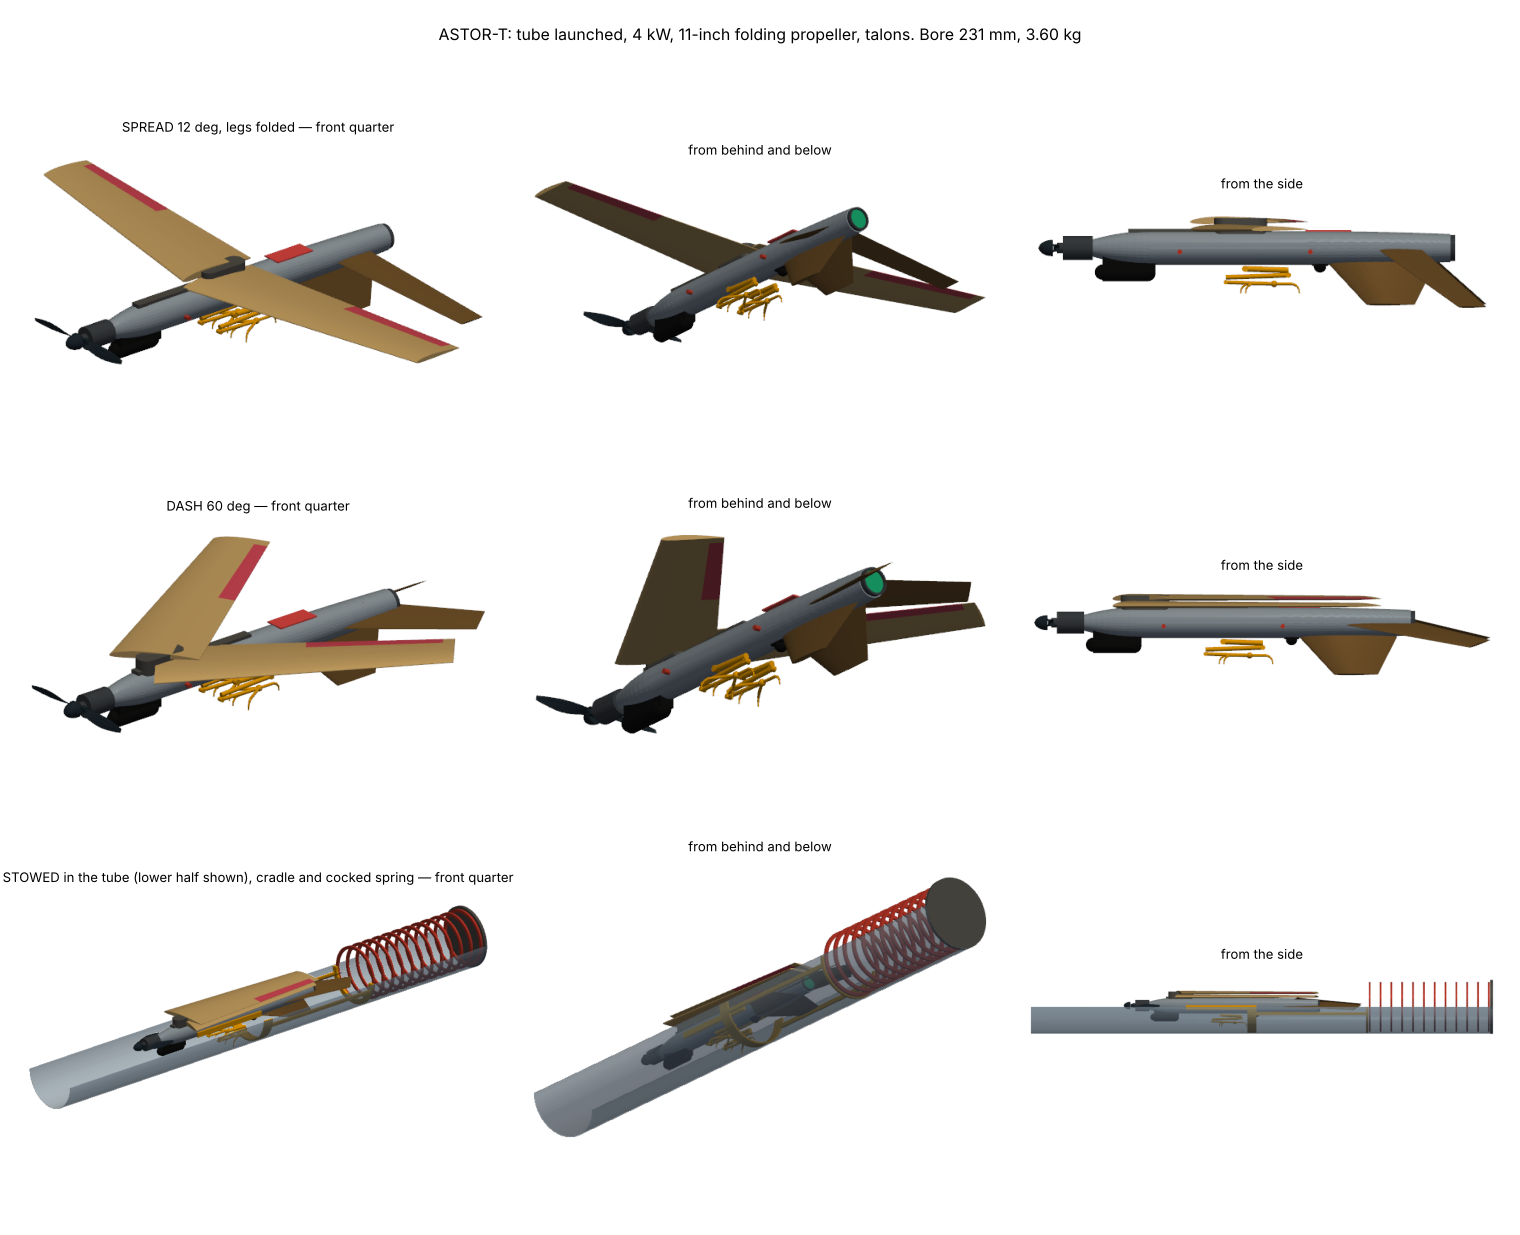 ASTOR-T: tube launched, 4 kW, 11-inch folding propeller, talons. Bore 231 mm, 3.60 kg
SPREAD 12 deg, legs folded — front quarter
from behind and below
from the side
DASH 60 deg — front quarter
from behind and below
from the side
STOWED in the tube (lower half shown), cradle and cocked spring — front quarter
from behind and below
from the side